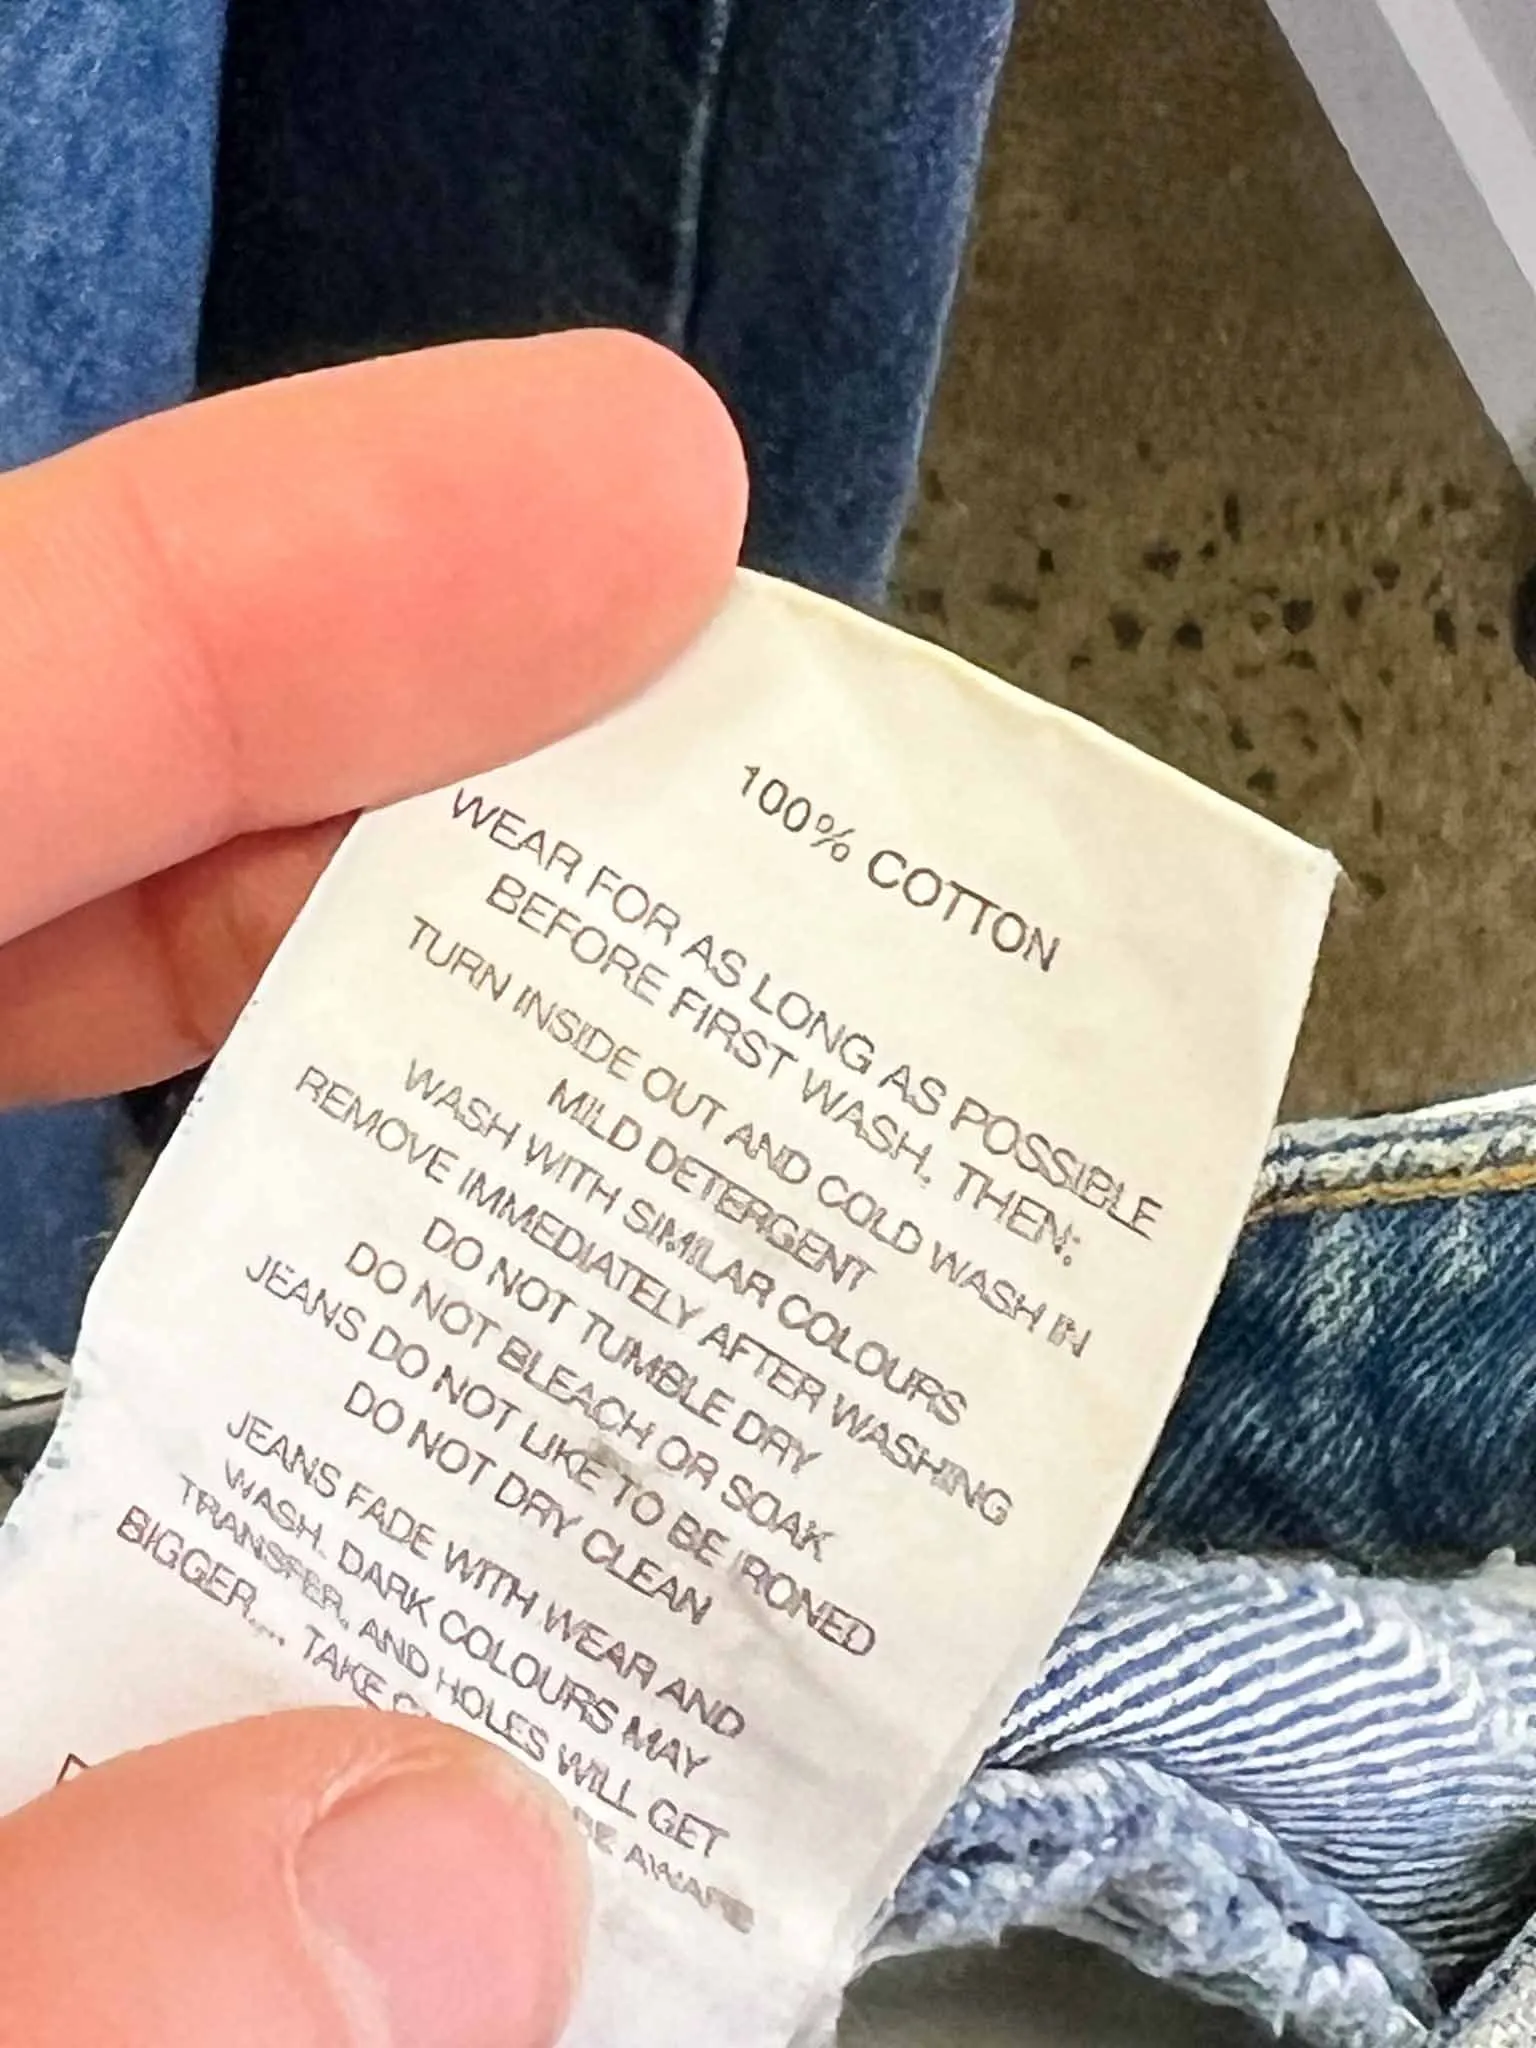 100% COTTON
WEAR FOR AS LONG AS POSSIBLE
BEFORE FIRST WASH, THEN:
TURN INSIDE OUT AND COLD WASH IN
MILD DETERGENT
WASH WITH SIMILAR COLOURS
REMOVE IMMEDIATELY AFTER WASHING
DO NOT TUMBLE DRY
DO NOT BLEACH OR SOAK
JEANS DO NOT LIKE TO BE IRONED
DO NOT DRY CLEAN
JEANS FADE WITH WEAR AND
WASH. DARK COLOURS MAY
TRANSFER, AND HOLES WILL GET
BIGGER.... TAKE BE AWARE